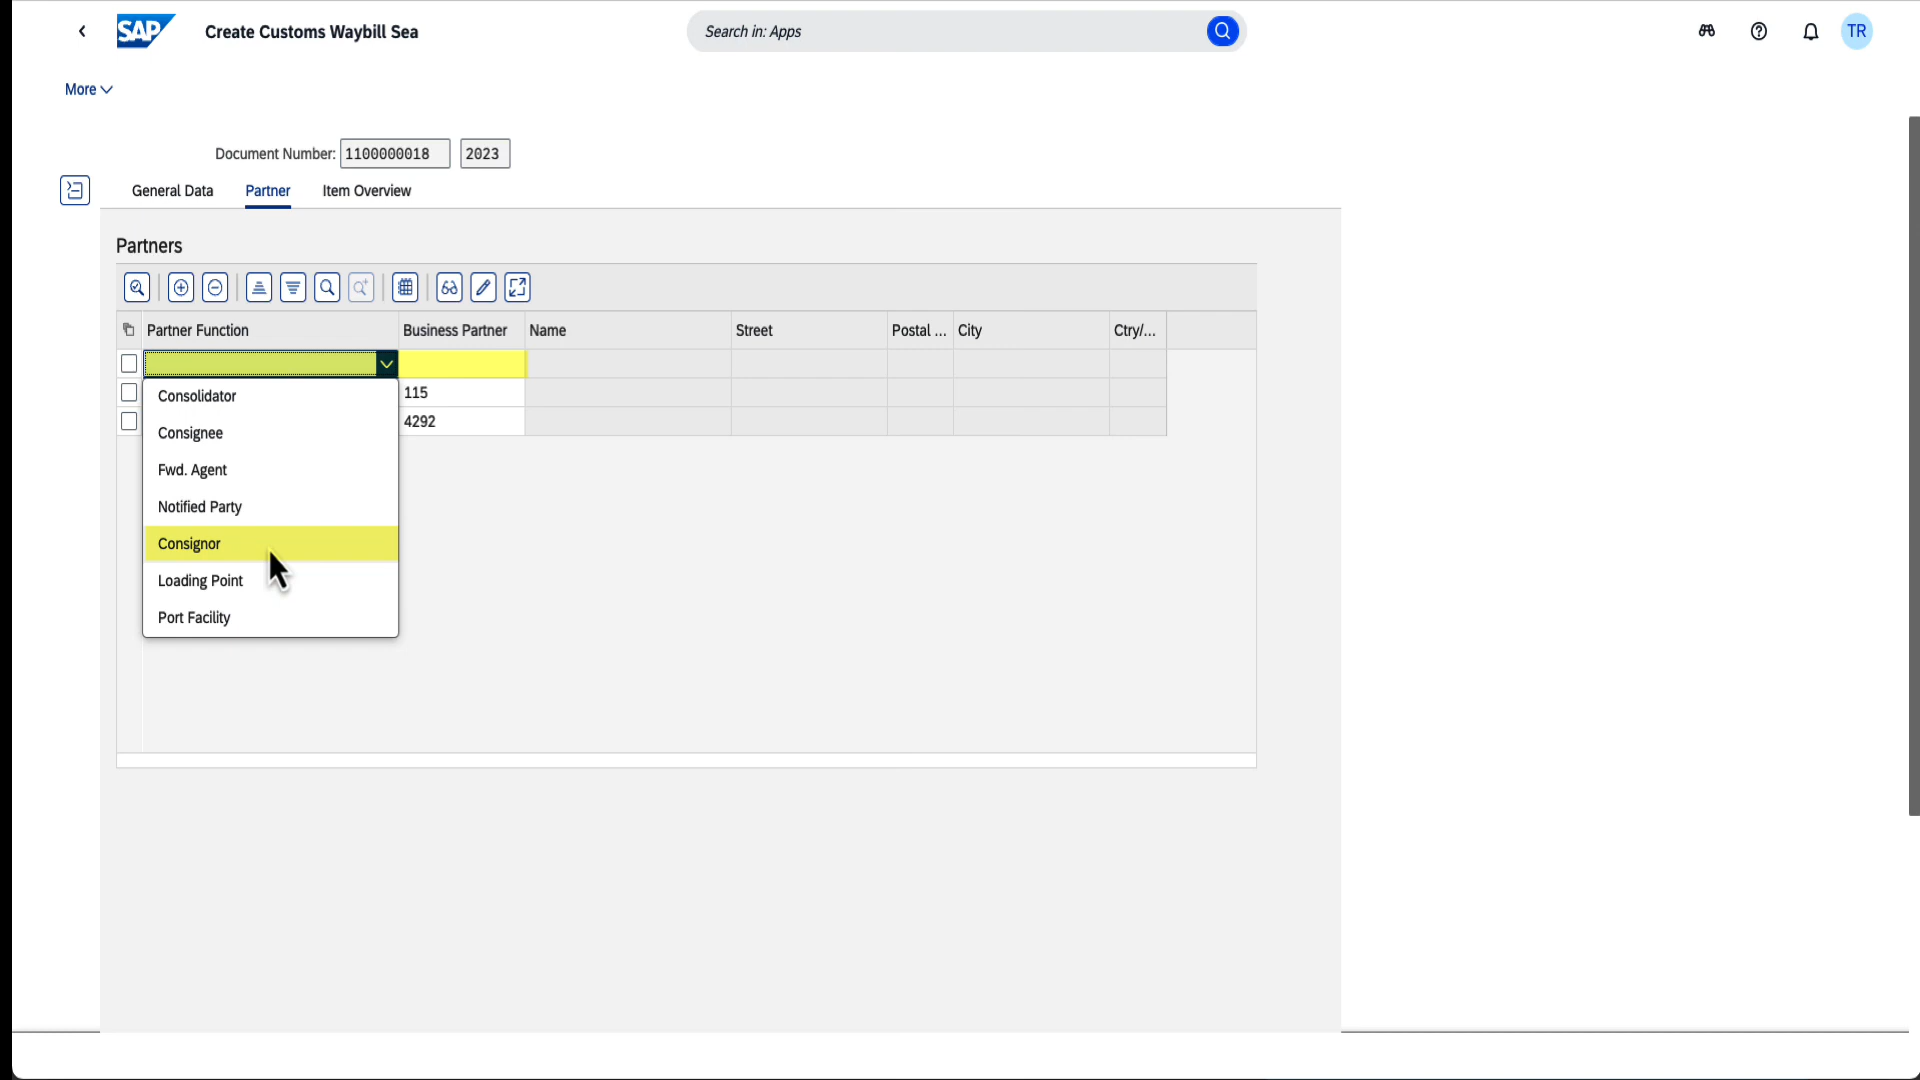 SAP Create Customs Waybill Sea Search in: Apps TR
More
Document Number: 1100000018 2023
General Data Partner Item Overview
Partners
Partner Function Business Partner Name Street Postal ... City Ctry/...
115
4292
Consolidator
Consignee
Fwd. Agent
Notified Party
Consignor
Loading Point
Port Facility